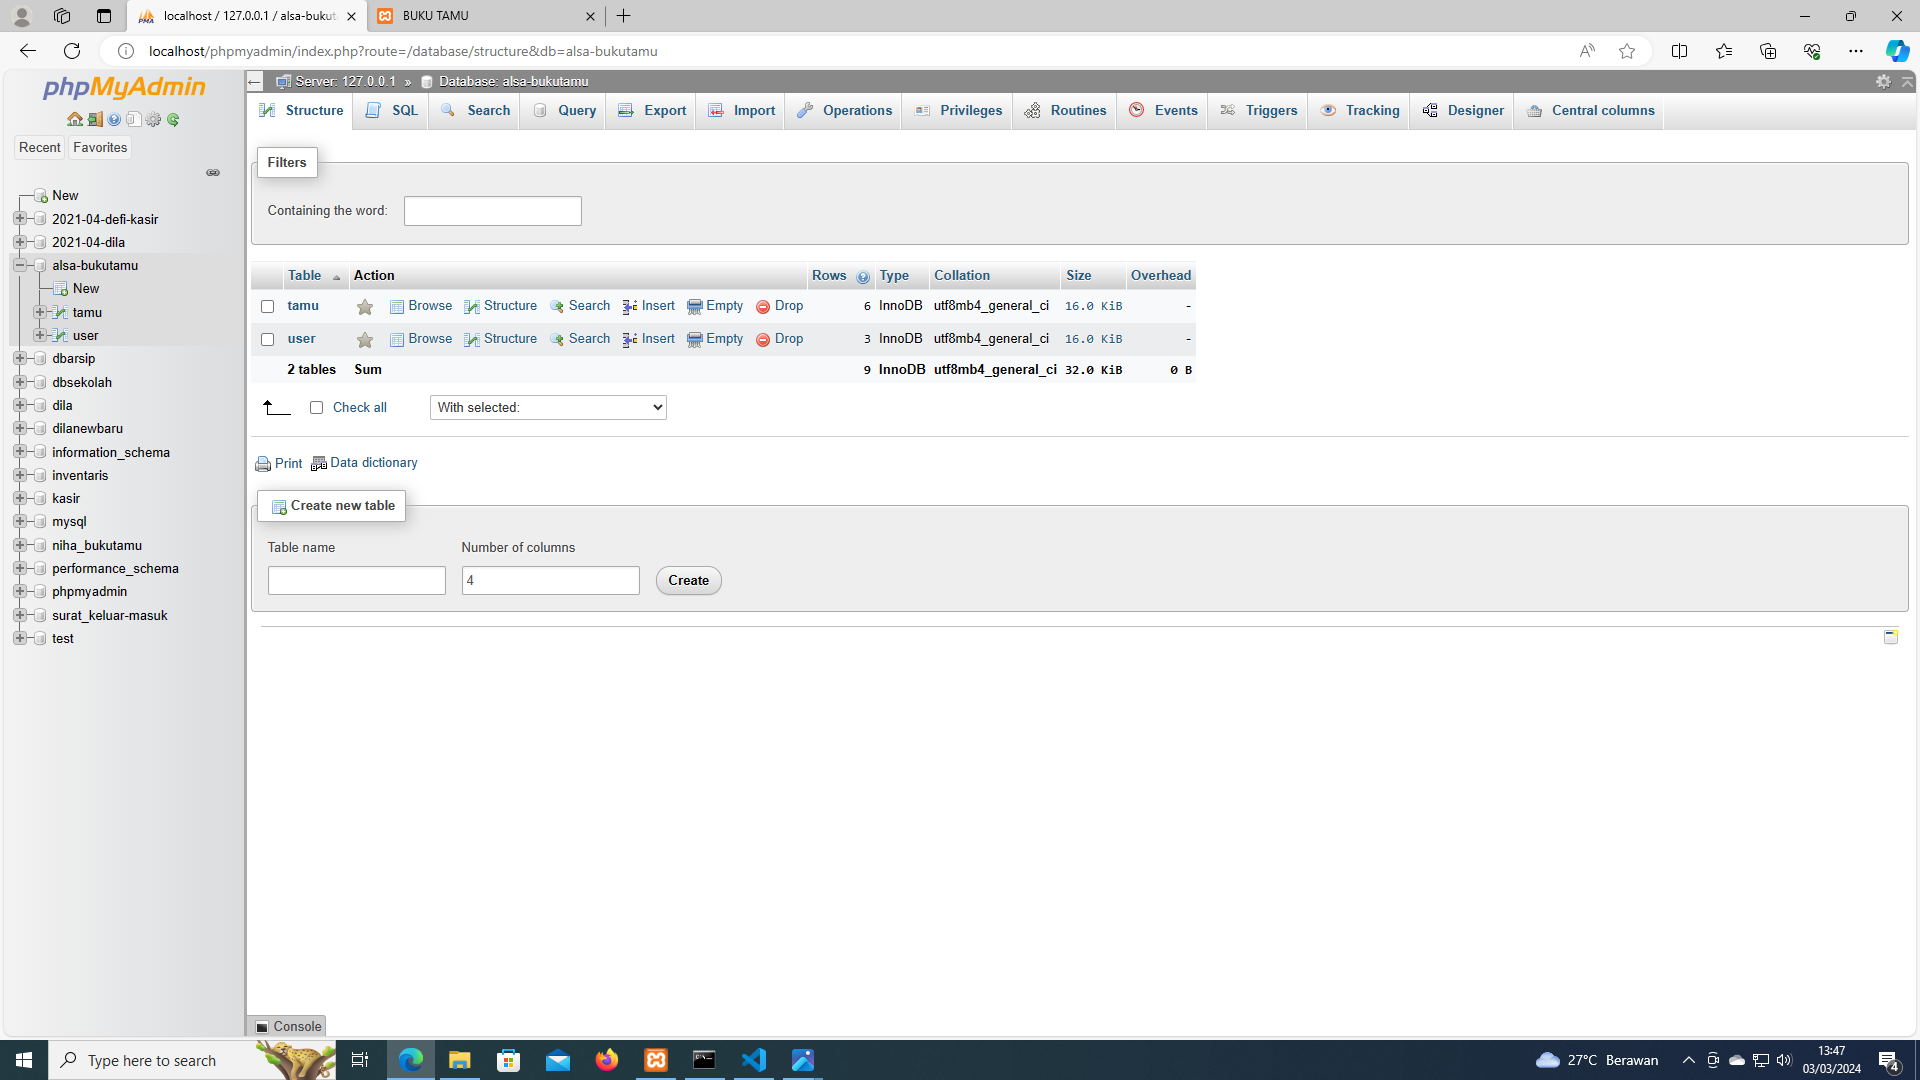 localhost / 127.0.0.1 / alsa-bukut
BUKU TAMU
localhost/phpmyadmin/index.php?route=/database/structure&db=alsa-bukutamu
phpMyAdmin
Recent
Favorites
New
2021-04-defi-kasir
2021-04-dila
alsa-bukutamu
New
tamu
user
dbarsip
dbsekolah
dila
dilanewbaru
information_schema
inventaris
kasir
mysql
niha_bukutamu
performance_schema
phpmyadmin
surat_keluar-masuk
test
Server: 127.0.0.1 » Database: alsa-bukutamu
Structure SQL Search Query Export Import Operations Privileges Routines Events Triggers Tracking Designer Central columns
Filters
Containing the word:
Table Action Rows Type Collation Size Overhead
tamu Browse Structure Search Insert Empty Drop 6 InnoDB utf8mb4_general_ci 16.0 KiB -
user Browse Structure Search Insert Empty Drop 3 InnoDB utf8mb4_general_ci 16.0 KiB -
2 tables Sum 9 InnoDB utf8mb4_general_ci 32.0 KiB 0 B
Check all With selected:
Print Data dictionary
Create new table
Table name Number of columns
4 Create
Console
Type here to search
27°C Berawan
13:47
03/03/2024
4